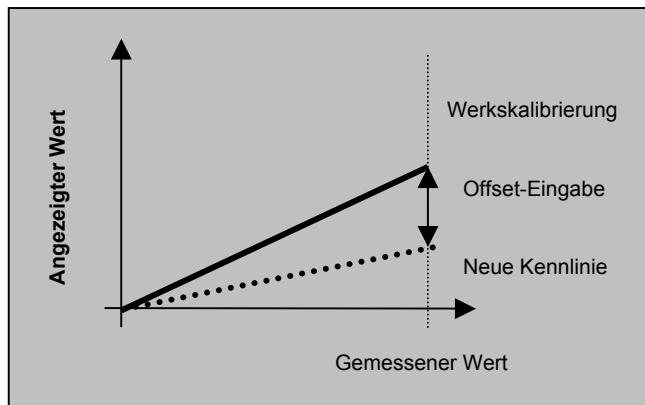 Angezeigter Wert
Werkskalibrierung
Offset-Eingabe
Neue Kennlinie
Gemessener Wert